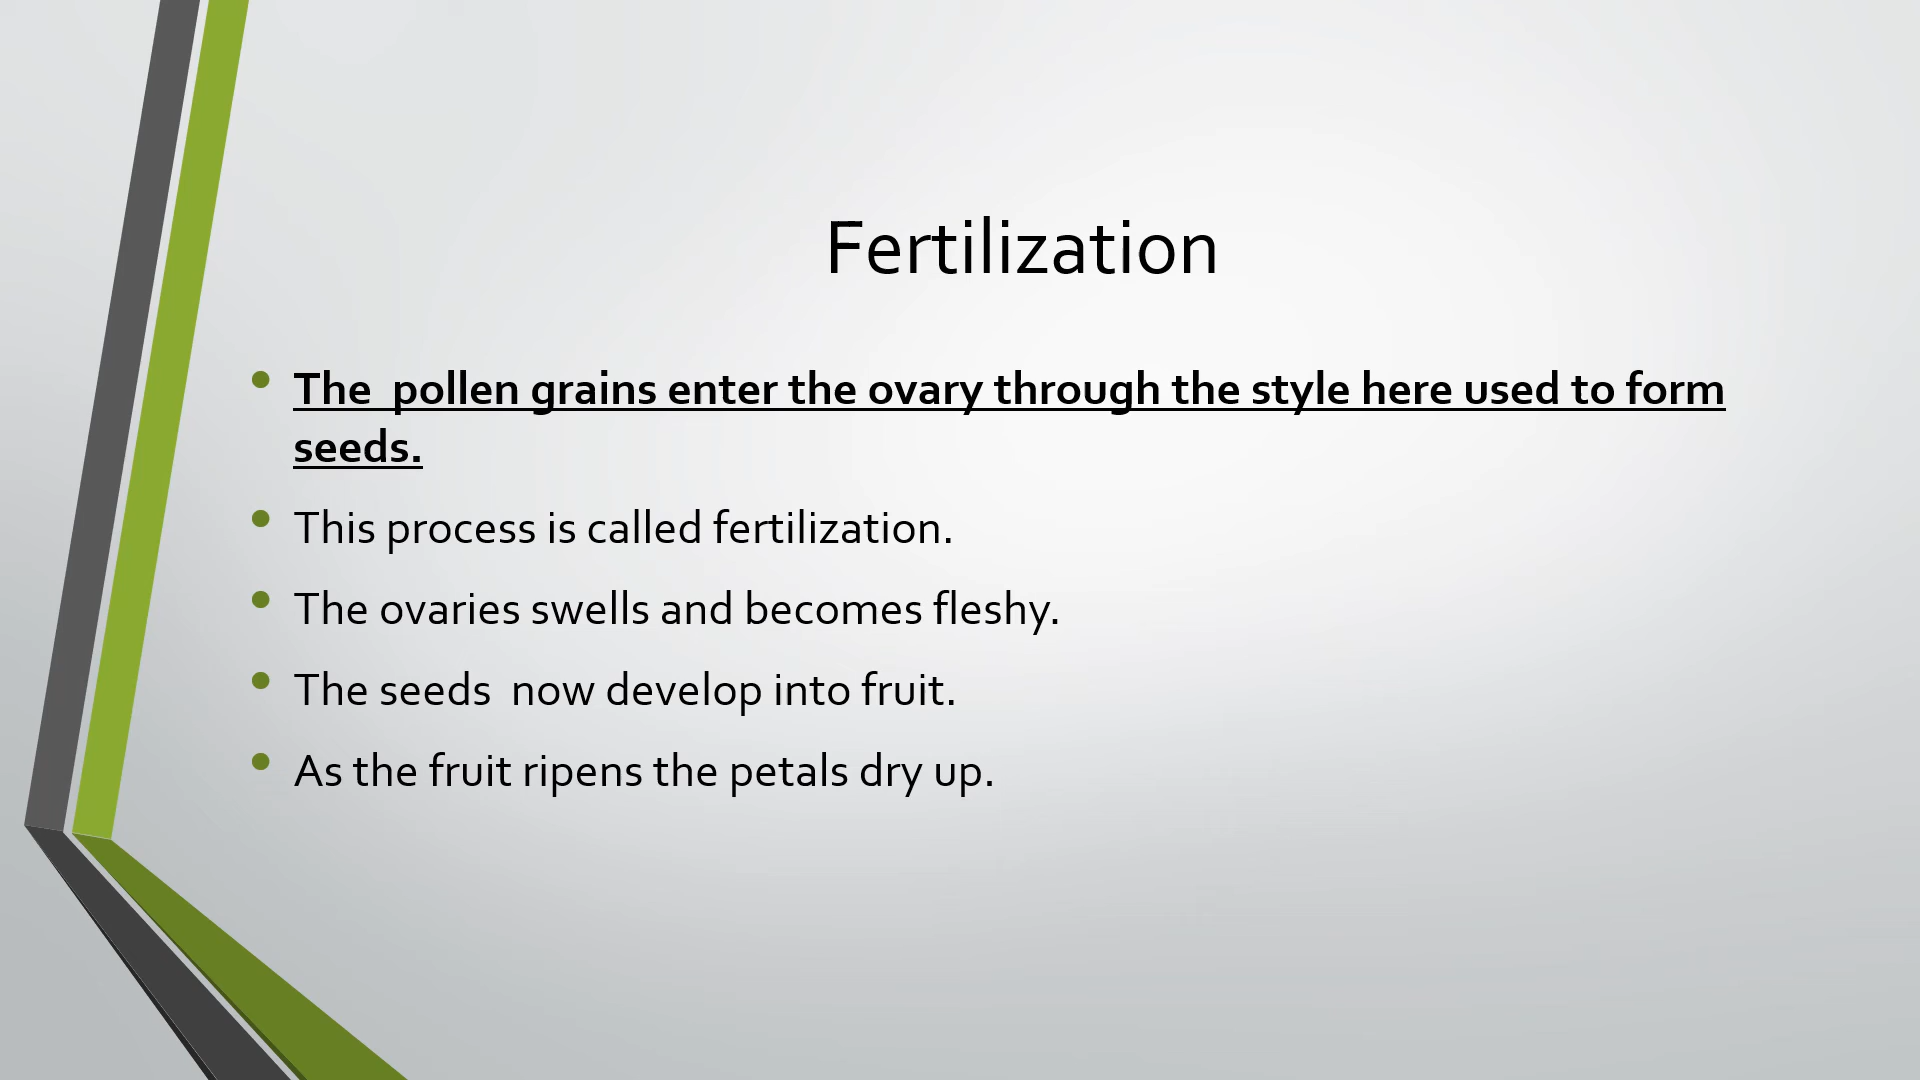 Fertilization
• The  pollen grains enter the ovary through the style here used to form
seeds.
• This process is called fertilization.
• The ovaries swells and becomes fleshy.
• The seeds  now develop into fruit.
• As the fruit ripens the petals dry up.